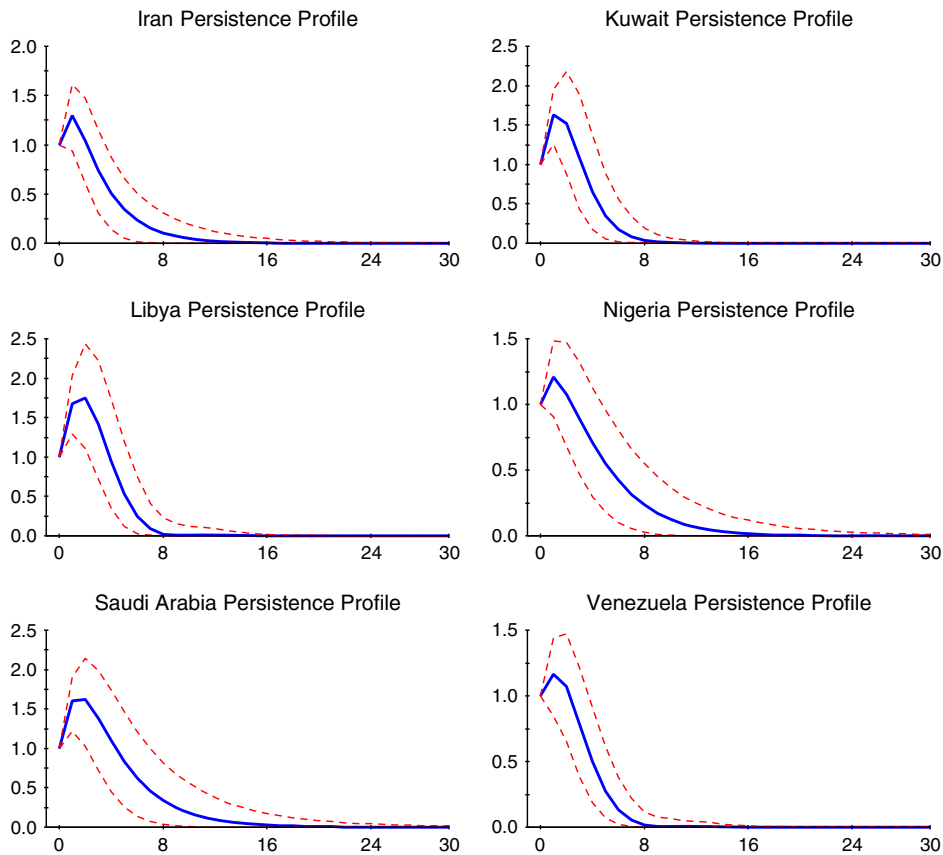 Iran Persistence Profile
2.0
1.5
1.0
0.5
0.0
0 8 16 24 30
Kuwait Persistence Profile
2.5
2.0
1.5
1.0
0.5
0.0
0 8 16 24 30
Libya Persistence Profile
2.5
2.0
1.5
1.0
0.5
0.0
0 8 16 24 30
Nigeria Persistence Profile
1.5
1.0
0.5
0.0
0 8 16 24 30
Saudi Arabia Persistence Profile
2.5
2.0
1.5
1.0
0.5
0.0
0 8 16 24 30
Venezuela Persistence Profile
1.5
1.0
0.5
0.0
0 8 16 24 30